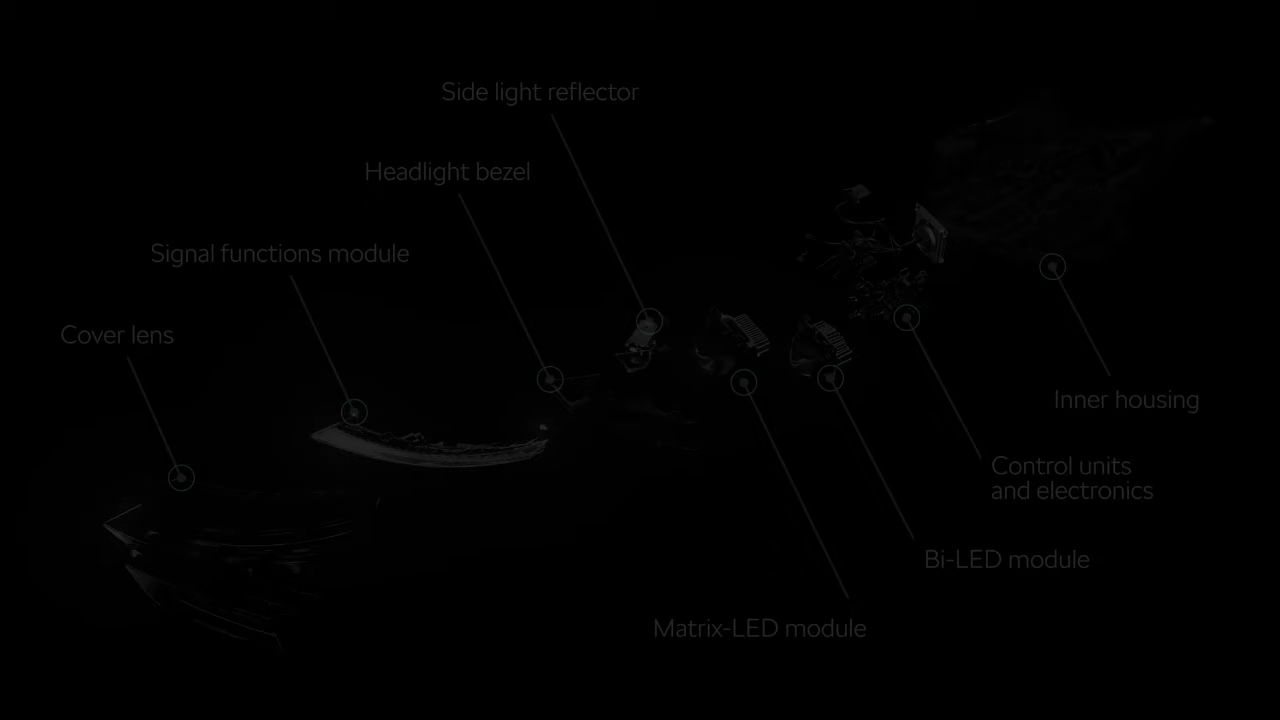 Side light reflector
Headlight bezel
Signal functions module
Cover lens
Inner housing
Control units
and electronics
Bi-LED module
Matrix-LED module